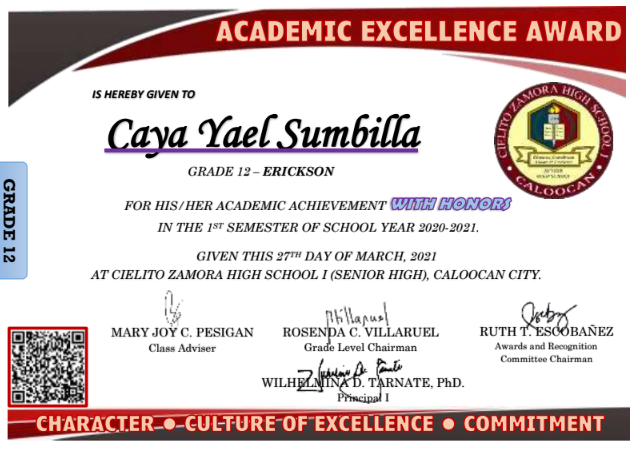 ACADEMIC EXCELLENCE AWARD
IS HEREBY GIVEN TO
Caya Yael Sumbilla
GRADE 12 – ERICKSON
FOR HIS/HER ACADEMIC ACHIEVEMENT WITH HONORS
IN THE 1ST SEMESTER OF SCHOOL YEAR 2020-2021.
GIVEN THIS 27TH DAY OF MARCH, 2021
AT CIELITO ZAMORA HIGH SCHOOL I (SENIOR HIGH), CALOOCAN CITY.
GRADE 12
CIELITO ZAMORA HIGH SCHOOL I
CALOOCAN
MARY JOY C. PESIGAN
Class Adviser
ROSENDA C. VILLARUEL
Grade Level Chairman
RUTH T. ESCOBAÑEZ
Awards and Recognition
Committee Chairman
WILHELMINA D. TARNATE, PhD.
Principal I
CHARACTER ● CULTURE OF EXCELLENCE ● COMMITMENT